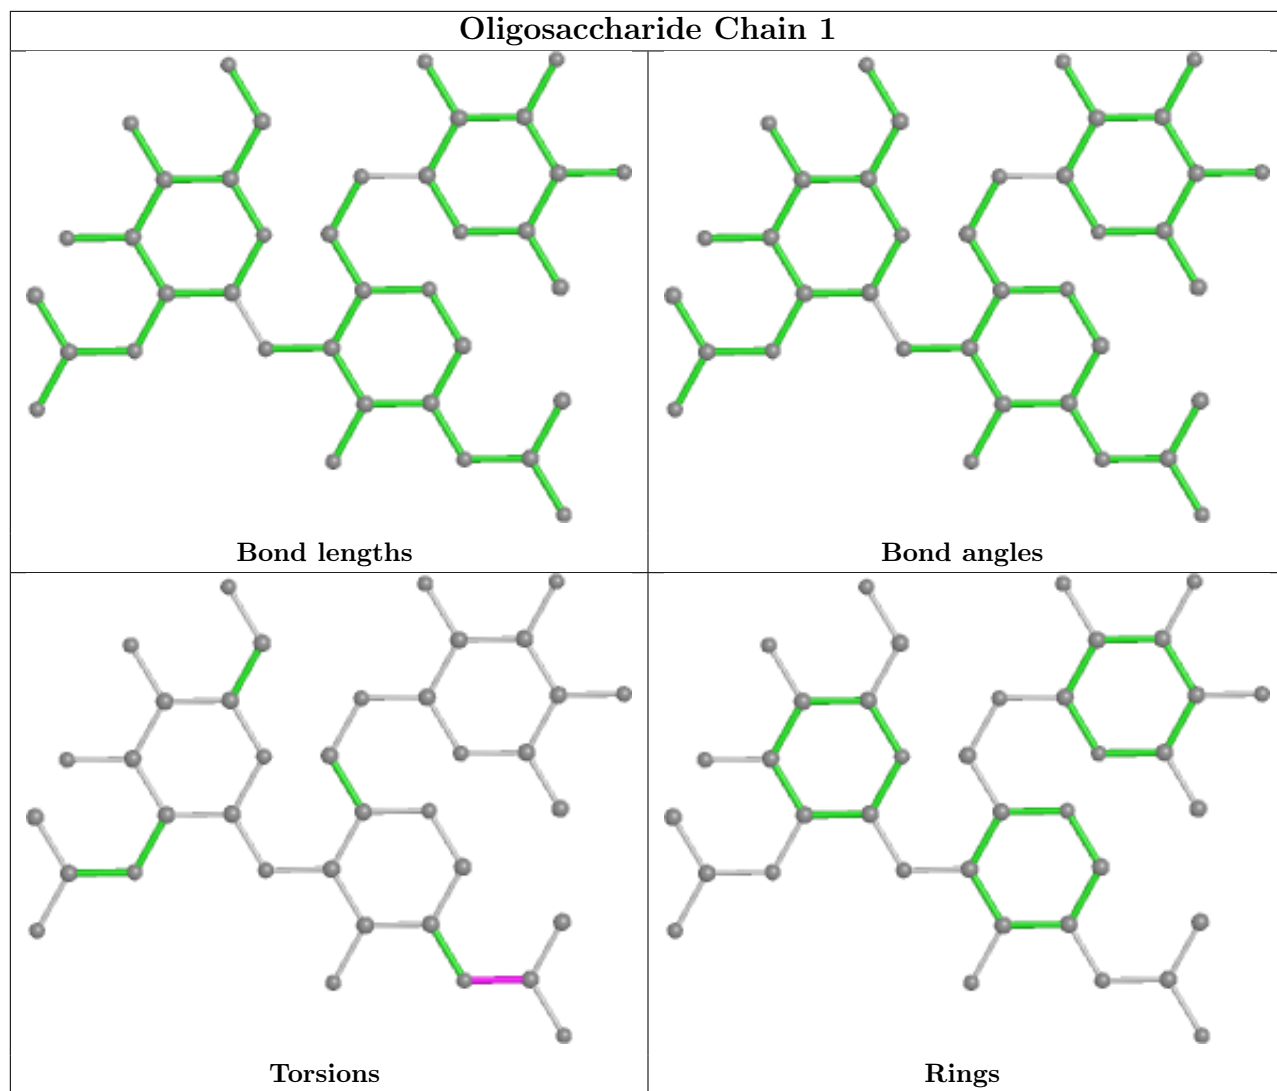 Oligosaccharide Chain 1
Bond lengths
Bond angles
Torsions
Rings